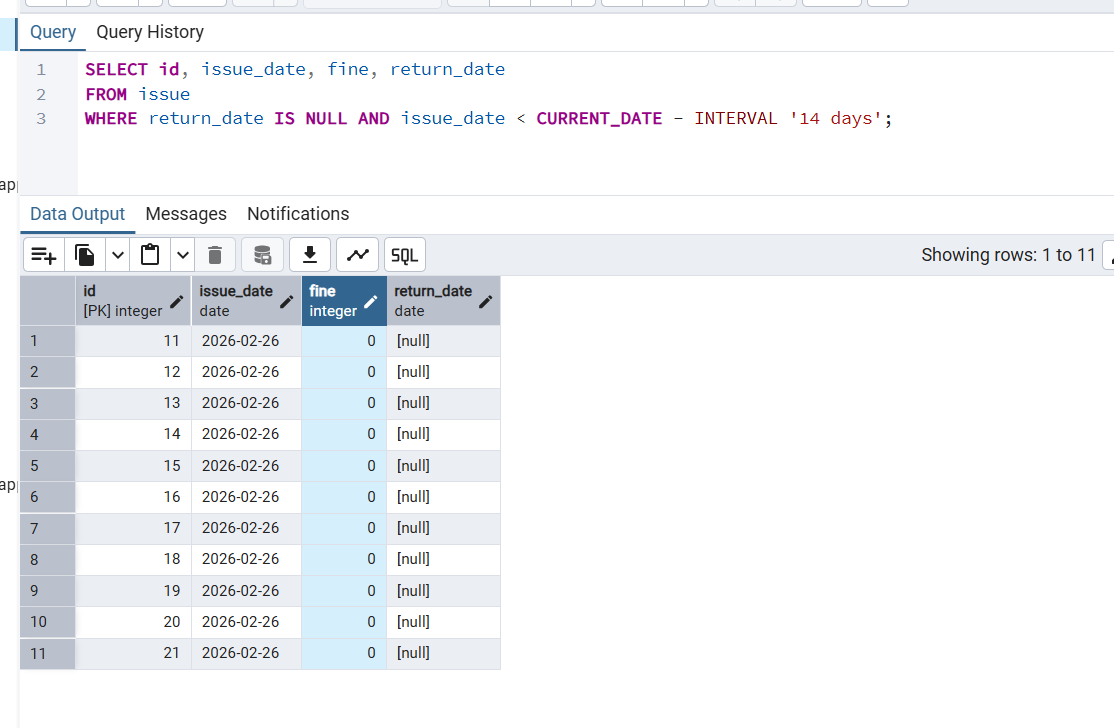 Query Query History
1 SELECT id, issue_date, fine, return_date
2 FROM issue
3 WHERE return_date IS NULL AND issue_date < CURRENT_DATE - INTERVAL '14 days';
app
Data Output Messages Notifications
SQL Showing rows: 1 to 11
id issue_date fine return_date
[PK] integer date integer date
1 11 2026-02-26 0 [null]
2 12 2026-02-26 0 [null]
3 13 2026-02-26 0 [null]
4 14 2026-02-26 0 [null]
5 15 2026-02-26 0 [null]
app
6 16 2026-02-26 0 [null]
7 17 2026-02-26 0 [null]
8 18 2026-02-26 0 [null]
9 19 2026-02-26 0 [null]
10 20 2026-02-26 0 [null]
11 21 2026-02-26 0 [null]